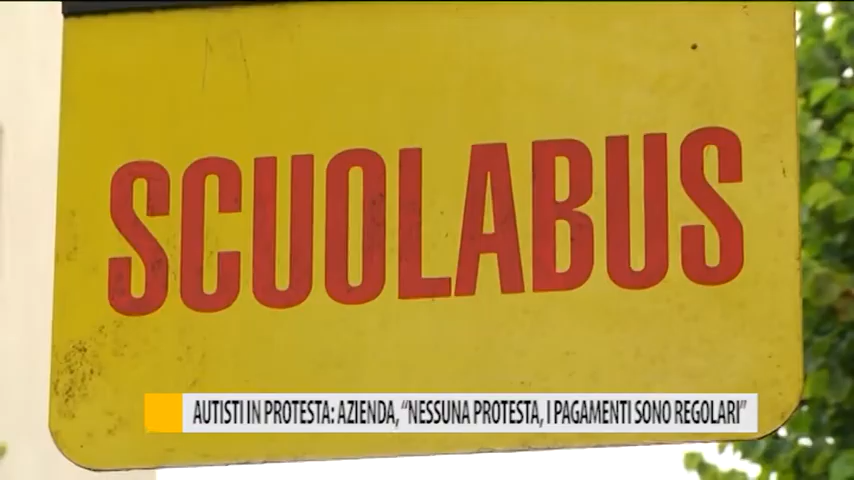 SCUOLABUS
AUTISTI IN PROTESTA: AZIENDA, “NESSUNA PROTESTA, I PAGAMENTI SONO REGOLARI”